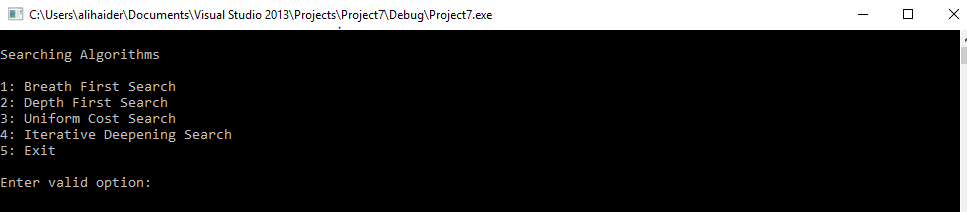 C:\Users\alihaider\Documents\Visual Studio 2013\Projects\Project7\Debug\Project7.exe
Searching Algorithms
1: Breath First Search
2: Depth First Search
3: Uniform Cost Search
4: Iterative Deepening Search
5: Exit
Enter valid option: